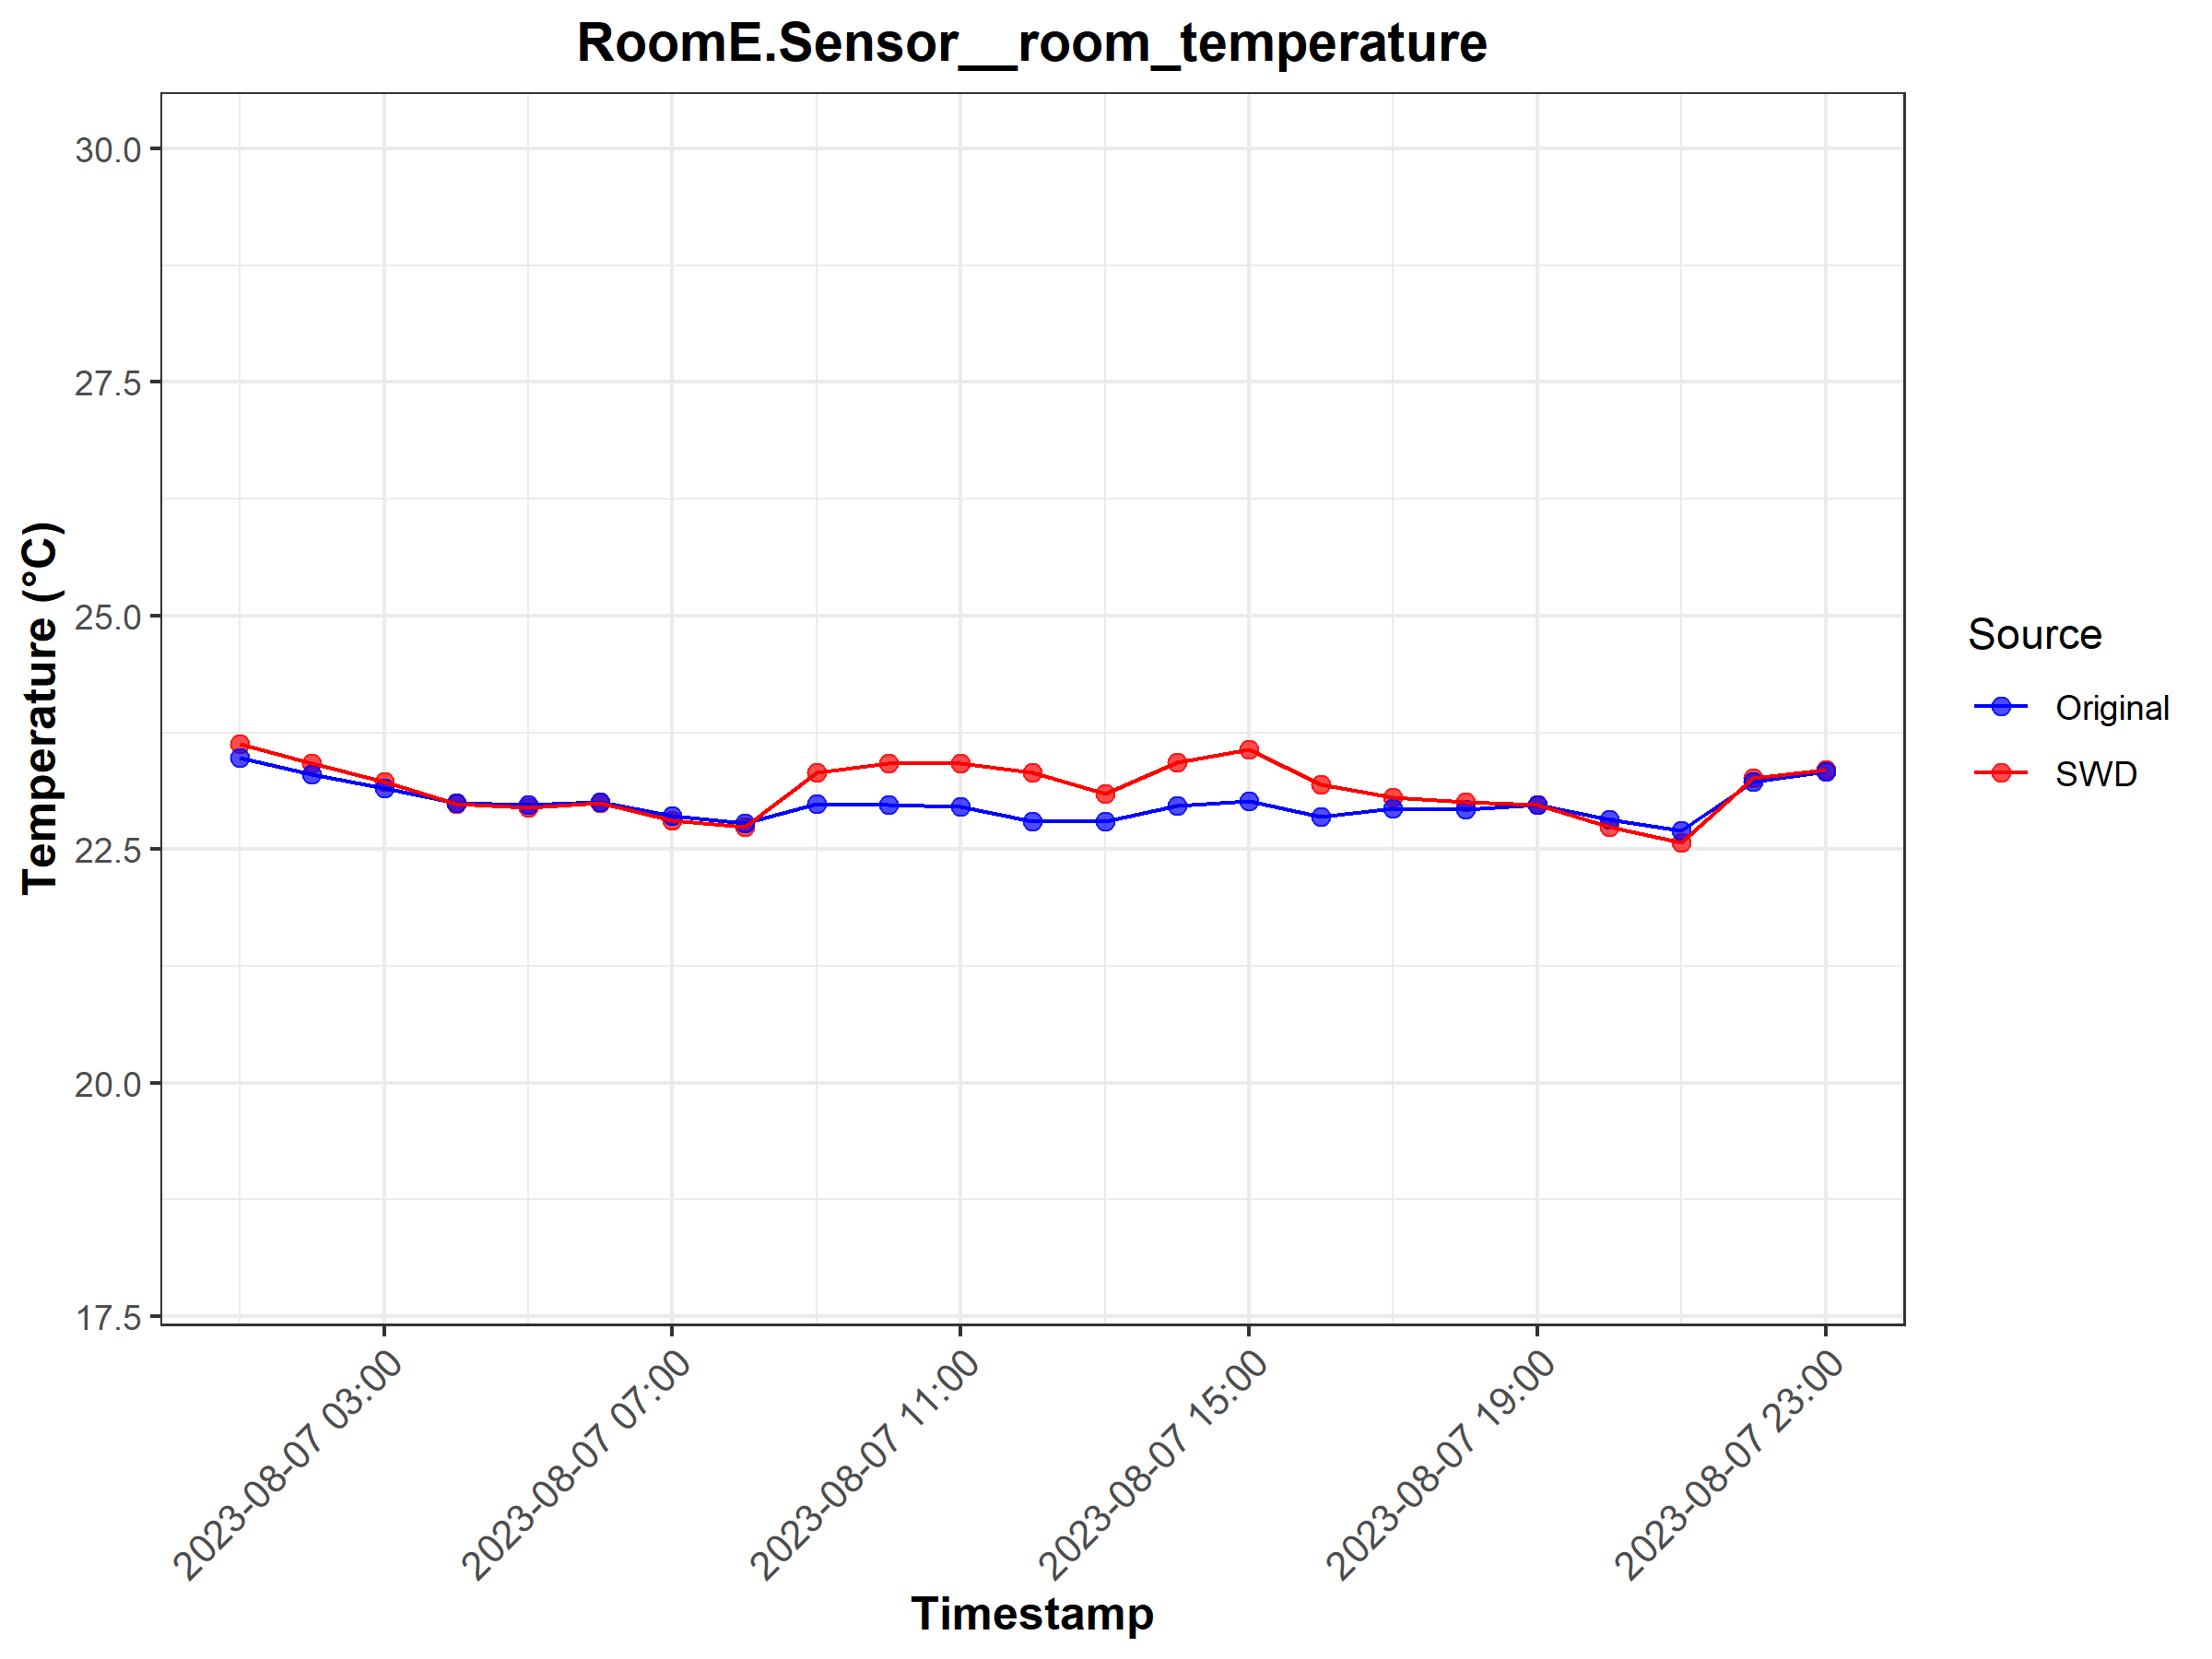 RoomE.Sensor__room_temperature
30.0
27.5
25.0
22.5
20.0
17.5
Temperature (°C)
2023-08-07 03:00
2023-08-07 07:00
2023-08-07 11:00
2023-08-07 15:00
2023-08-07 19:00
2023-08-07 23:00
Timestamp
Source
Original
SWD